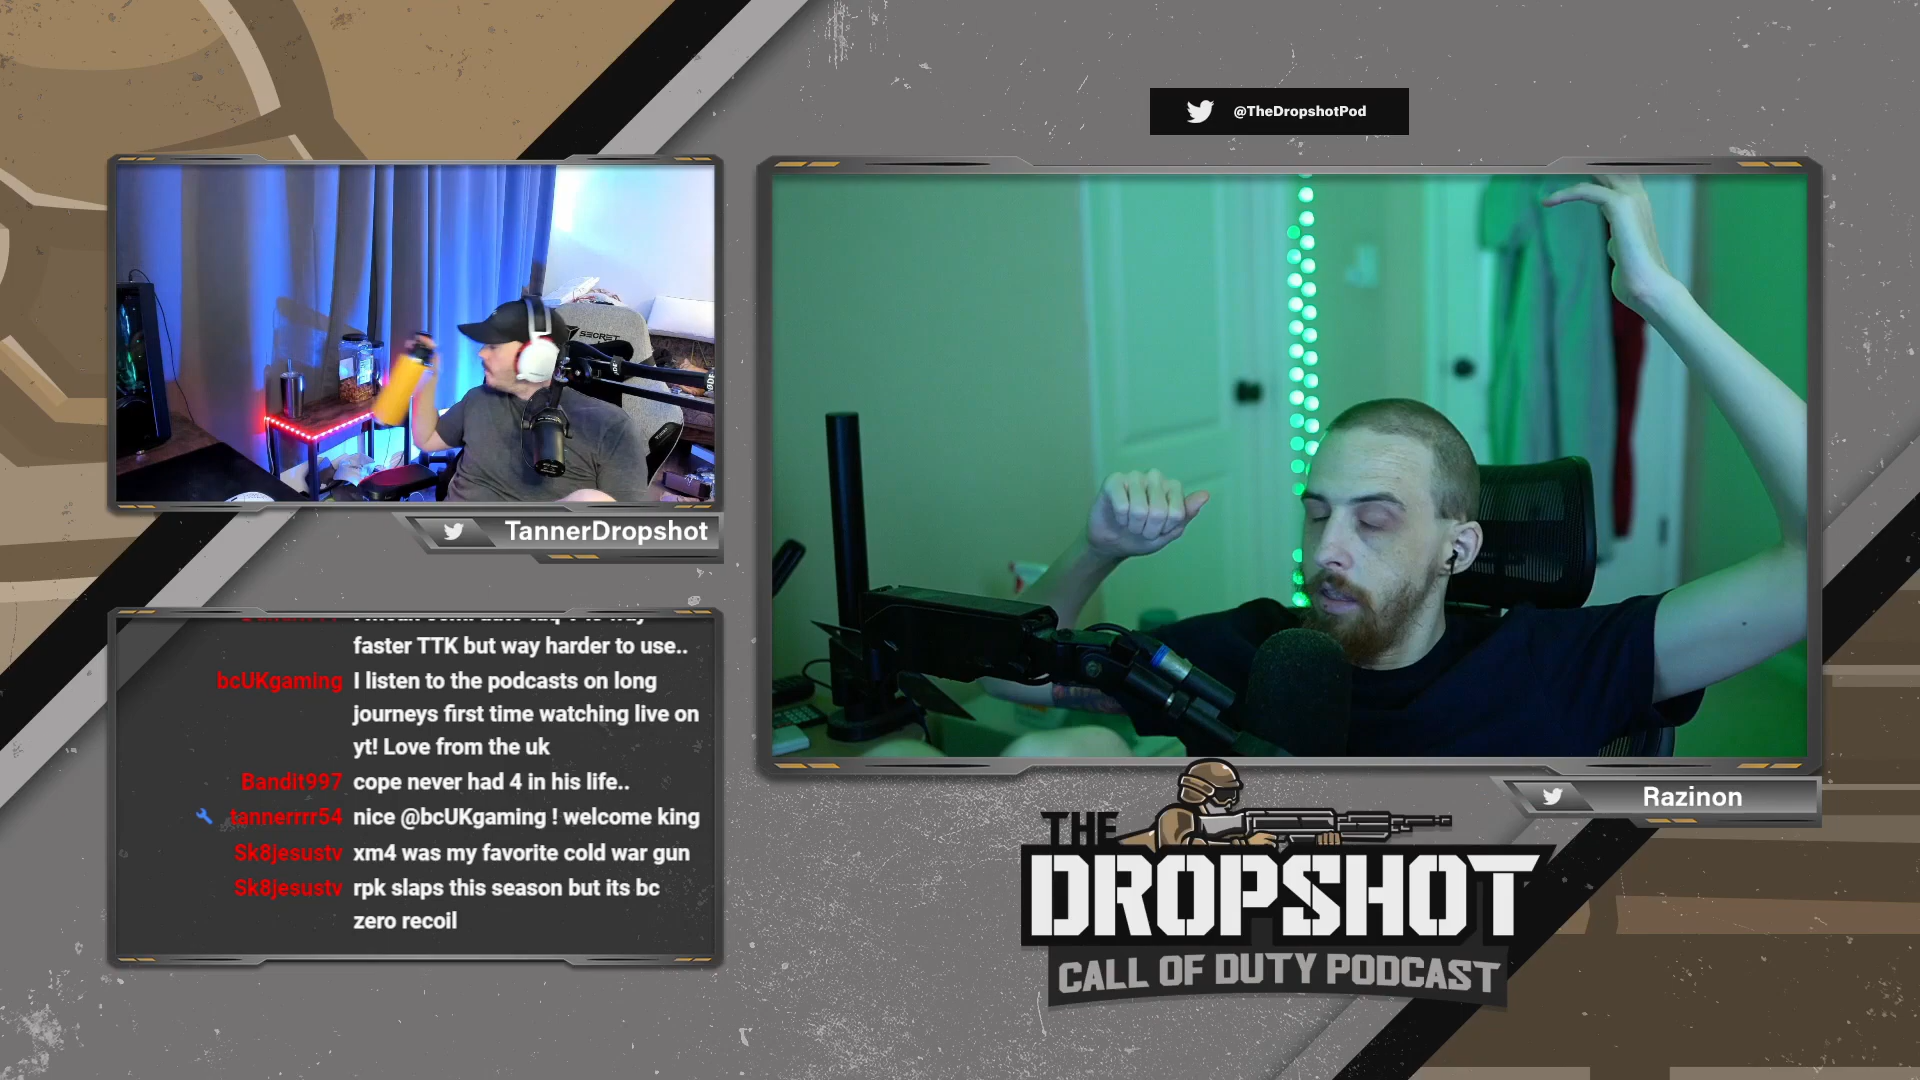 @TheDropshotPod
SECRET
TannerDropshot
faster TTK but way harder to use..
bcUKgaming I listen to the podcasts on long
journeys first time watching live on
yt! Love from the uk
Bandit997 cope never had 4 in his life..
tannerrrr54 nice @bcUKgaming ! welcome king
Sk8jesustv xm4 was my favorite cold war gun
Sk8jesustv rpk slaps this season but its bc
zero recoil
Razinon
THE
DROPSHOT
CALL OF DUTY PODCAST